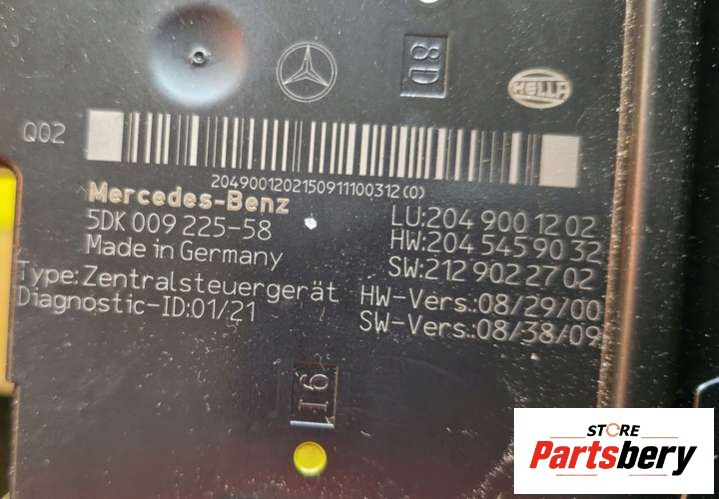 8D
HELLA
Q02
2049001202150911100312(0)
Mercedes-Benz
5DK 009 225-58
Made in Germany
Type:Zentralsteuergerät
Diagnostic-ID:01/21
LU:204 900 12 02
HW:204 545 90 32
SW:212 902 27 02
HW-Vers.:08/29/00
SW-Vers.:08/38/09
16
STORE
Partsbery